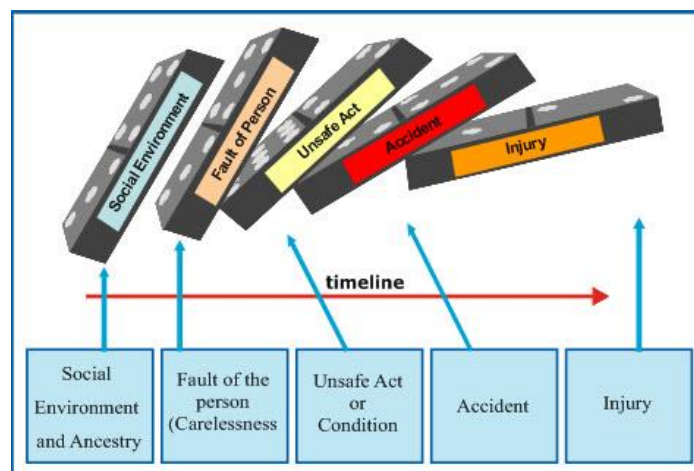 Social Environment
Fault of Person
Unsafe Act
Accident
Injury
timeline
Social
Environment
and Ancestry
Fault of the
person
(Carelessness
Unsafe Act
or
Condition
Accident
Injury